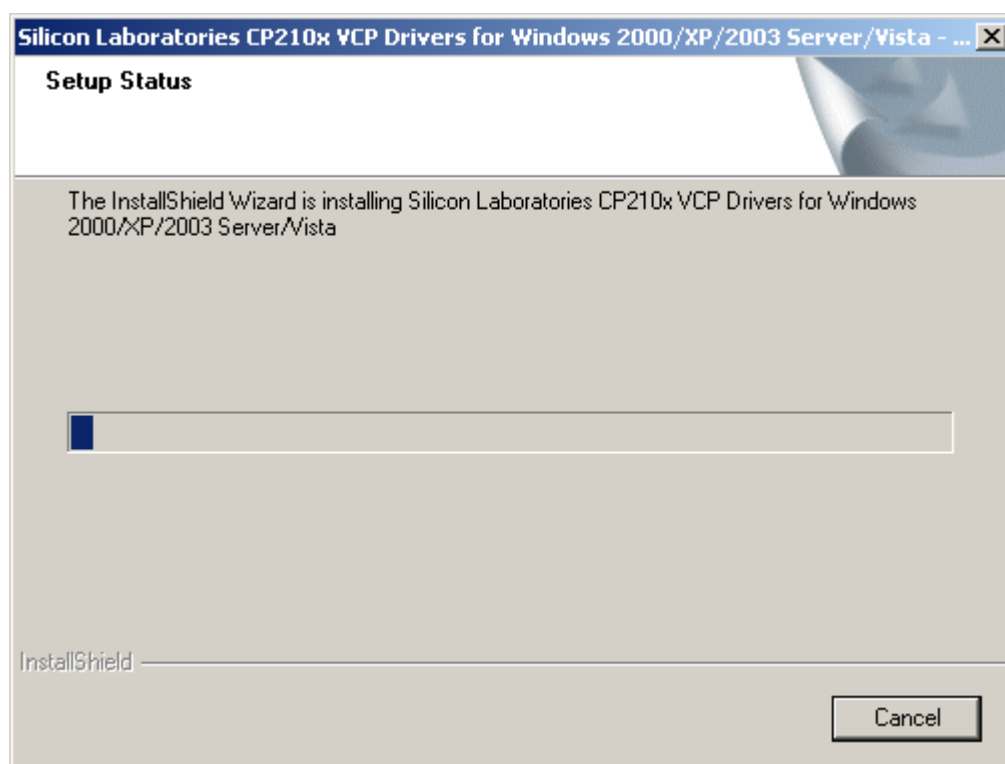 Silicon Laboratories CP210x VCP Drivers for Windows 2000/XP/2003 Server/Vista - ...
Setup Status
The InstallShield Wizard is installing Silicon Laboratories CP210x VCP Drivers for Windows
2000/XP/2003 Server/Vista
InstallShield
Cancel